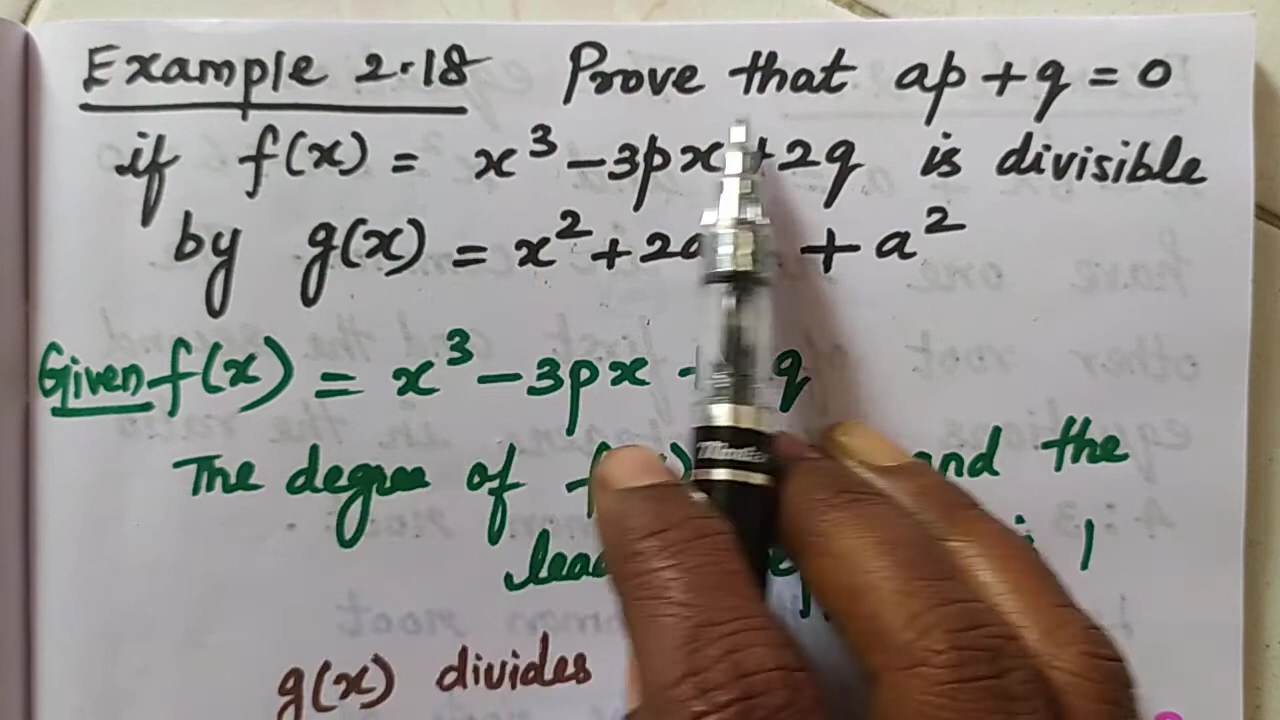 Example 2.18 Prove that ap + q = 0
if f(x) = x³ - 3px + 2q is divisible
by g(x) = x² + 2a + a²
Given f(x) = x³ - 3px q
The degree of and the
1
g(x) divides